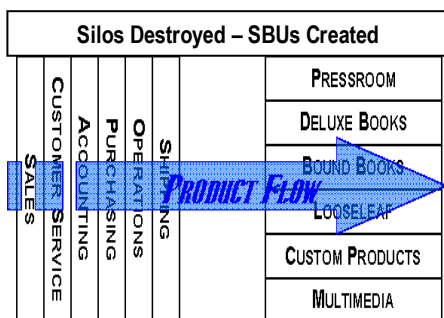 Silos Destroyed – SBUs Created
SALES
CUSTOMER SERVICE
ACCOUNTING
PURCHASING
OPERATIONS
SHIPPING
PRODUCT FLOW
PRESSROOM
DELUXE BOOKS
BOUND BOOKS
LOOSELEAF
CUSTOM PRODUCTS
MULTIMEDIA